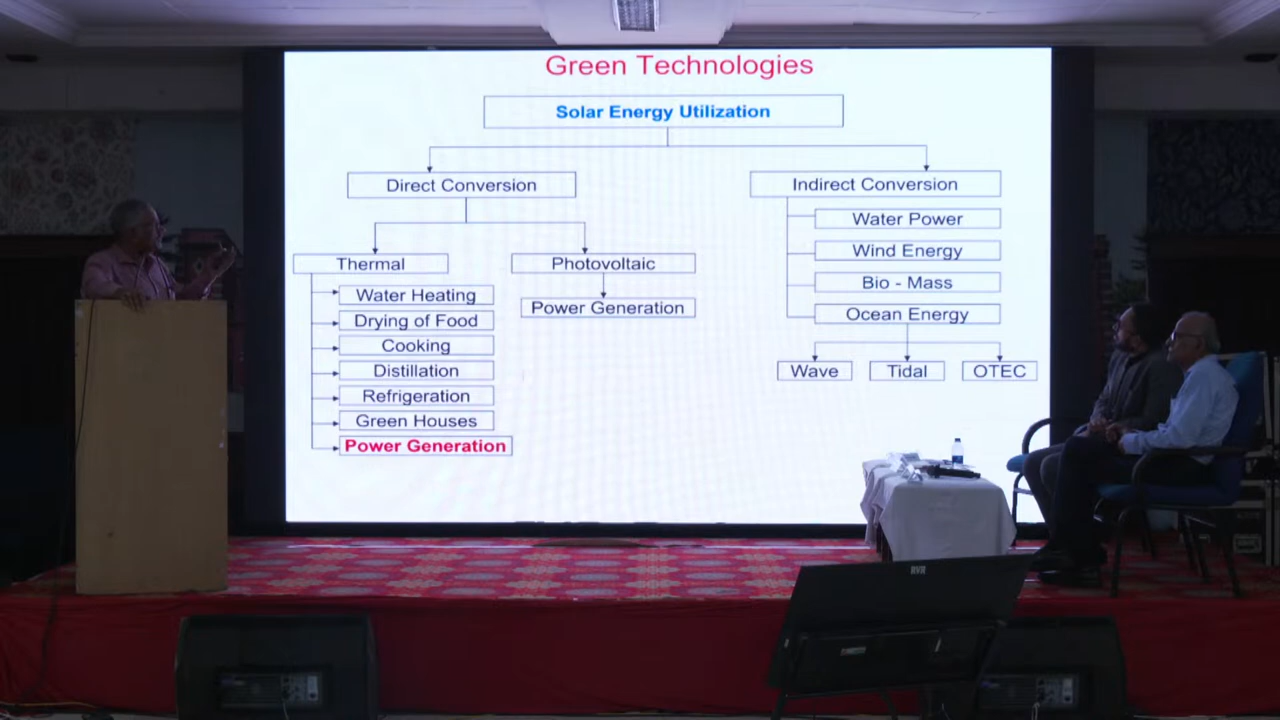 Green Technologies
Solar Energy Utilization
Direct Conversion
Indirect Conversion
Thermal
Photovoltaic
Water Heating
Drying of Food
Cooking
Distillation
Refrigeration
Green Houses
Power Generation
Power Generation
Water Power
Wind Energy
Bio - Mass
Ocean Energy
Wave
Tidal
OTEC
RVR